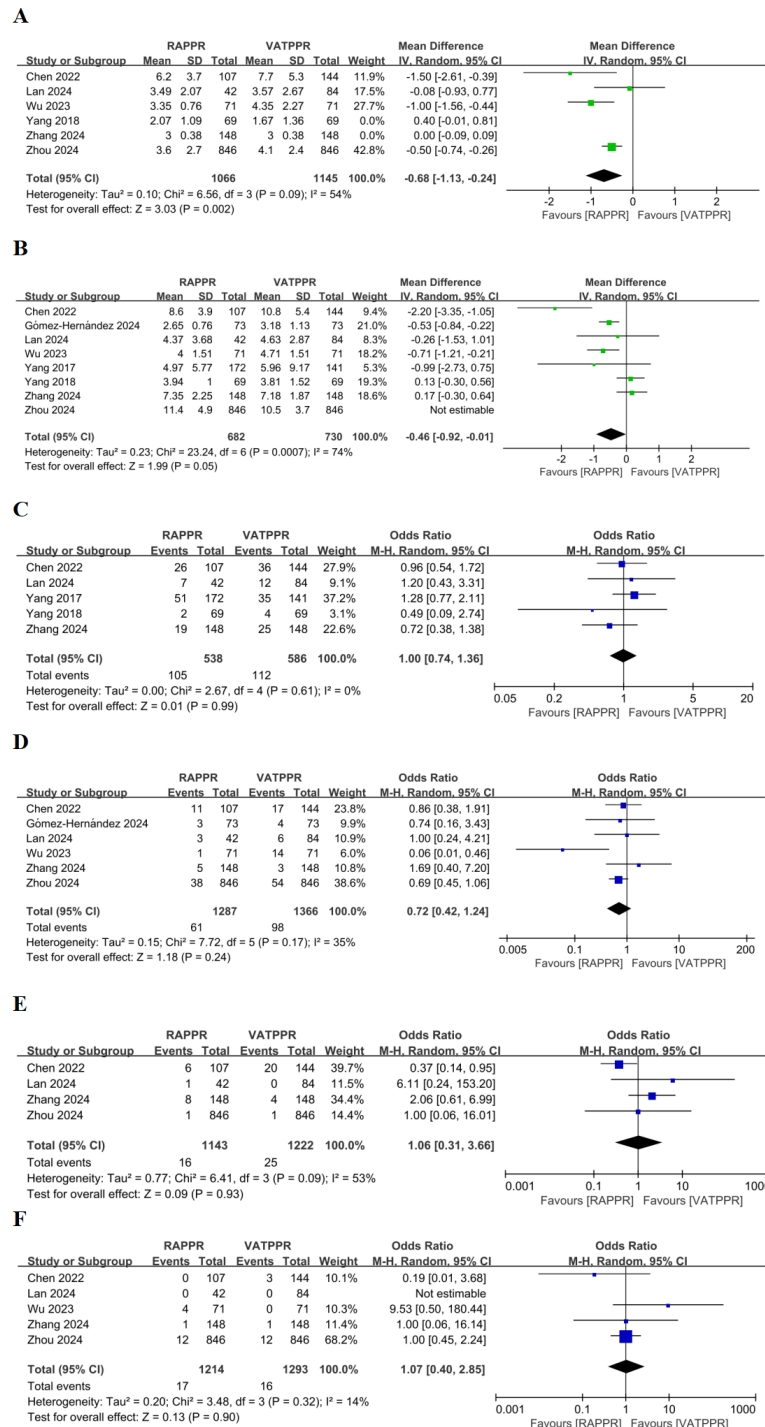 A
RAPPR VATPPR Mean Difference Mean Difference
Study or Subgroup Mean SD Total Mean SD Total Weight IV, Random, 95% CI IV, Random, 95% CI
Chen 2022 6.2 3.7 107 7.7 5.3 144 11.9% -1.50 [-2.61, -0.39]
Lan 2024 3.49 2.07 42 3.57 2.67 84 17.5% -0.08 [-0.93, 0.77]
Wu 2023 3.35 0.76 71 4.35 2.27 71 27.7% -1.00 [-1.56, -0.44]
Yang 2018 2.07 1.09 69 1.67 1.36 69 0.0% 0.40 [-0.01, 0.81]
Zhang 2024 3 0.38 148 3 0.38 148 0.0% 0.00 [-0.09, 0.09]
Zhou 2024 3.6 2.7 846 4.1 2.4 846 42.8% -0.50 [-0.74, -0.26]
Total (95% CI) 1066 1145 100.0% -0.68 [-1.13, -0.24]
Heterogeneity: Tau² = 0.10; Chi² = 6.56, df = 3 (P = 0.09); I² = 54%
Test for overall effect: Z = 3.03 (P = 0.002)
-2 -1 0 1 2
Favours [RAPPR] Favours [VATPPR]
B
RAPPR VATPPR Mean Difference Mean Difference
Study or Subgroup Mean SD Total Mean SD Total Weight IV, Random, 95% CI IV, Random, 95% CI
Chen 2022 8.6 3.9 107 10.8 5.4 144 9.4% -2.20 [-3.35, -1.05]
Gómez-Hernández 2024 2.65 0.76 73 3.18 1.13 73 21.0% -0.53 [-0.84, -0.22]
Lan 2024 4.37 3.68 42 4.63 2.87 84 8.3% -0.26 [-1.53, 1.01]
Wu 2023 4 1.51 71 4.71 1.51 71 18.2% -0.71 [-1.21, -0.21]
Yang 2017 4.97 5.77 172 5.96 9.17 141 5.3% -0.99 [-2.73, 0.75]
Yang 2018 3.94 1 69 3.81 1.52 69 19.3% 0.13 [-0.30, 0.56]
Zhang 2024 7.35 2.25 148 7.18 1.87 148 18.6% 0.17 [-0.30, 0.64]
Zhou 2024 11.4 4.9 846 10.5 3.7 846 Not estimable
Total (95% CI) 682 730 100.0% -0.46 [-0.92, -0.01]
Heterogeneity: Tau² = 0.23; Chi² = 23.24, df = 6 (P = 0.0007); I² = 74%
Test for overall effect: Z = 1.99 (P = 0.05)
-2 -1 0 1 2
Favours [RAPPR] Favours [VATPPR]
C
RAPPR VATPPR Odds Ratio Odds Ratio
Study or Subgroup Events Total Events Total Weight M-H, Random, 95% CI M-H, Random, 95% CI
Chen 2022 26 107 36 144 27.9% 0.96 [0.54, 1.72]
Lan 2024 7 42 12 84 9.1% 1.20 [0.43, 3.31]
Yang 2017 51 172 35 141 37.2% 1.28 [0.77, 2.11]
Yang 2018 2 69 4 69 3.1% 0.49 [0.09, 2.74]
Zhang 2024 19 148 25 148 22.6% 0.72 [0.38, 1.38]
Total (95% CI) 538 586 100.0% 1.00 [0.74, 1.36]
Total events 105 112
Heterogeneity: Tau² = 0.00; Chi² = 2.67, df = 4 (P = 0.61); I² = 0%
Test for overall effect: Z = 0.01 (P = 0.99)
0.05 0.2 1 5 20
Favours [RAPPR] Favours [VATPPR]
D
RAPPR VATPPR Odds Ratio Odds Ratio
Study or Subgroup Events Total Events Total Weight M-H, Random, 95% CI M-H, Random, 95% CI
Chen 2022 11 107 17 144 23.8% 0.86 [0.38, 1.91]
Gómez-Hernández 2024 3 73 4 73 9.9% 0.74 [0.16, 3.43]
Lan 2024 3 42 6 84 10.9% 1.00 [0.24, 4.21]
Wu 2023 1 71 14 71 6.0% 0.06 [0.01, 0.46]
Zhang 2024 5 148 3 148 10.8% 1.69 [0.40, 7.20]
Zhou 2024 38 846 54 846 38.6% 0.69 [0.45, 1.06]
Total (95% CI) 1287 1366 100.0% 0.72 [0.42, 1.24]
Total events 61 98
Heterogeneity: Tau² = 0.15; Chi² = 7.72, df = 5 (P = 0.17); I² = 35%
Test for overall effect: Z = 1.18 (P = 0.24)
0.005 0.1 1 10 200
Favours [RAPPR] Favours [VATPPR]
E
RAPPR VATPPR Odds Ratio Odds Ratio
Study or Subgroup Events Total Events Total Weight M-H, Random, 95% CI M-H, Random, 95% CI
Chen 2022 6 107 20 144 39.7% 0.37 [0.14, 0.95]
Lan 2024 1 42 0 84 11.5% 6.11 [0.24, 153.20]
Zhang 2024 8 148 4 148 34.4% 2.06 [0.61, 6.99]
Zhou 2024 1 846 1 846 14.4% 1.00 [0.06, 16.01]
Total (95% CI) 1143 1222 100.0% 1.06 [0.31, 3.66]
Total events 16 25
Heterogeneity: Tau² = 0.77; Chi² = 6.41, df = 3 (P = 0.09); I² = 53%
Test for overall effect: Z = 0.09 (P = 0.93)
0.001 0.1 1 10 1000
Favours [RAPPR] Favours [VATPPR]
F
RAPPR VATPPR Odds Ratio Odds Ratio
Study or Subgroup Events Total Events Total Weight M-H, Random, 95% CI M-H, Random, 95% CI
Chen 2022 0 107 3 144 10.1% 0.19 [0.01, 3.68]
Lan 2024 0 42 0 84 Not estimable
Wu 2023 4 71 0 71 10.3% 9.53 [0.50, 180.44]
Zhang 2024 1 148 1 148 11.4% 1.00 [0.06, 16.14]
Zhou 2024 12 846 12 846 68.2% 1.00 [0.45, 2.24]
Total (95% CI) 1214 1293 100.0% 1.07 [0.40, 2.85]
Total events 17 16
Heterogeneity: Tau² = 0.20; Chi² = 3.48, df = 3 (P = 0.32); I² = 14%
Test for overall effect: Z = 0.13 (P = 0.90)
0.001 0.1 1 10 1000
Favours [RAPPR] Favours [VATPPR]